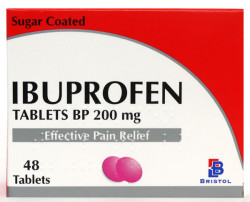 Sugar Coated
IBUPROFEN
TABLETS BP 200 mg
Effective Pain Relief
48
Tablets
BRISTOL